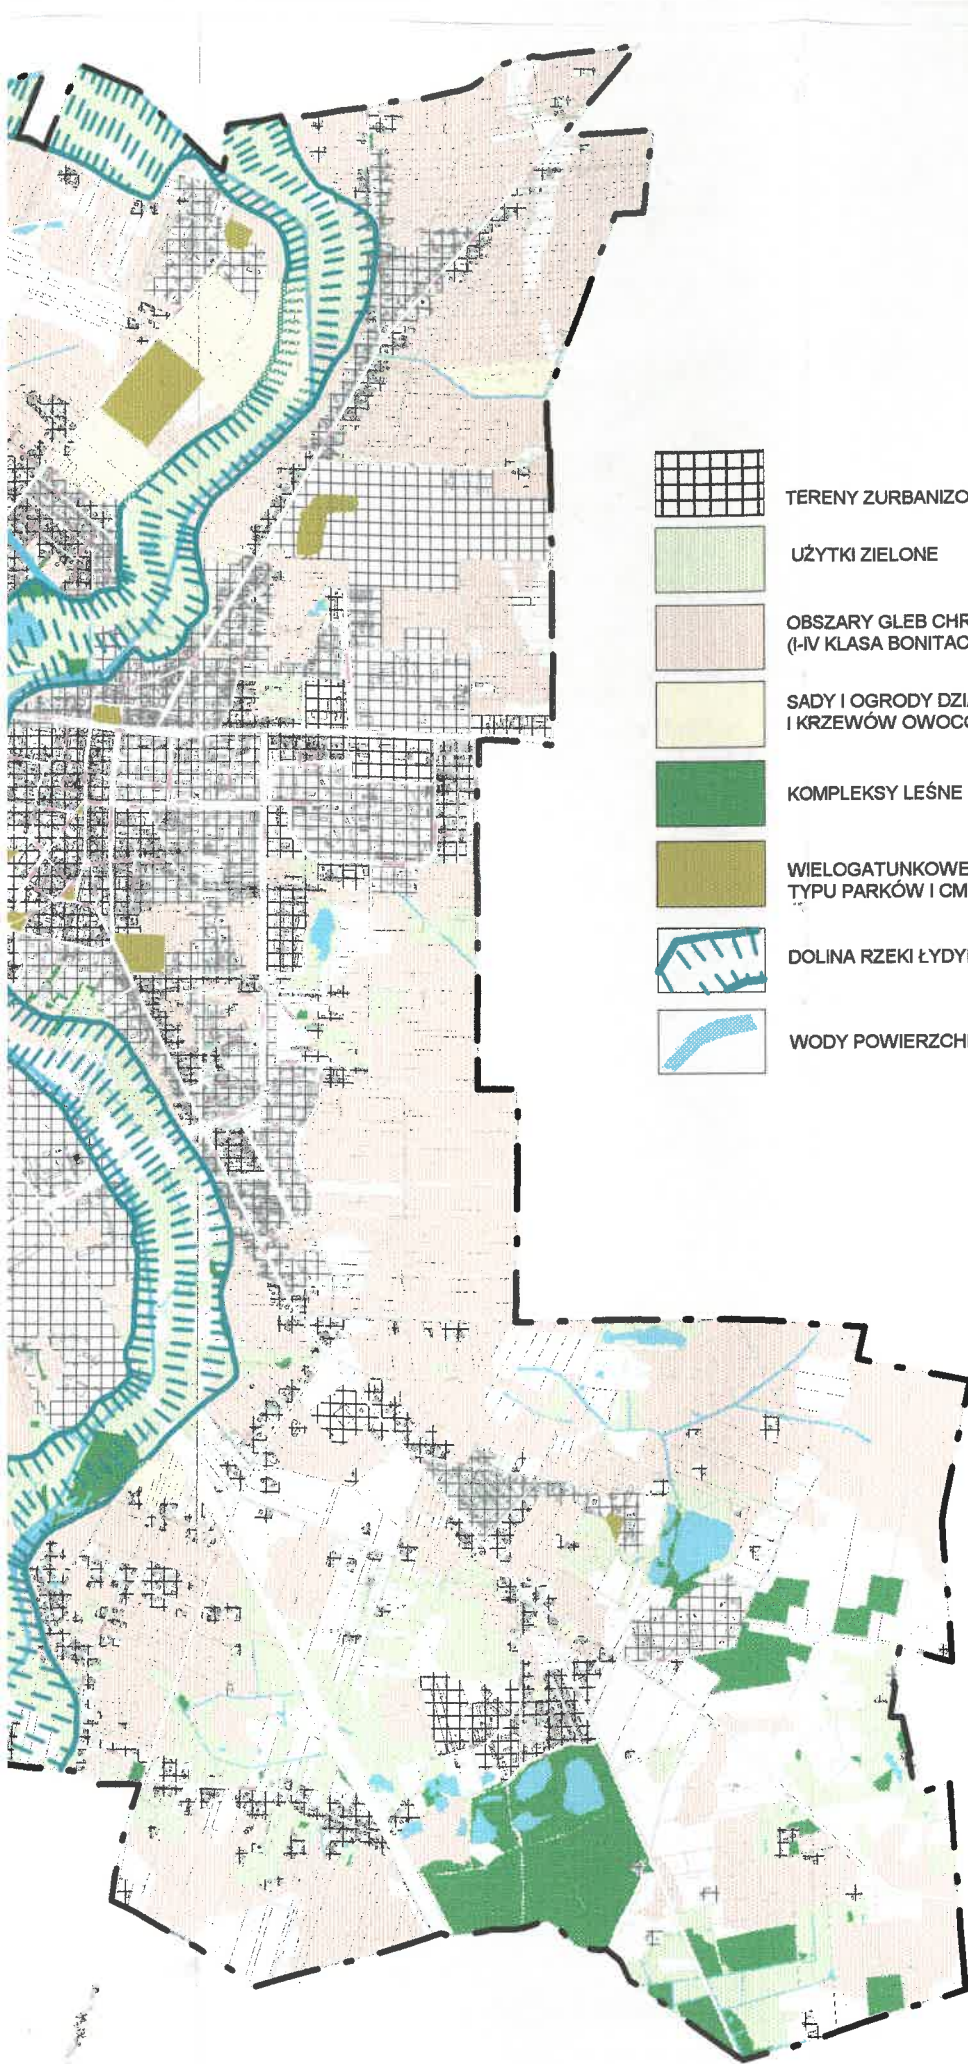 TERENY ZURBANIZO
UŻYTKI ZIELONE
OBSZARY GLEB CHR
(I-IV KLASA BONITAC
SADY I OGRODY DZI
I KRZEWÓW OWOC
KOMPLEKSY LEŚNE
WIELOGATUNKOWE
TYPU PARKÓW I CM
DOLINA RZEKI ŁYDY
WODY POWIERZCH